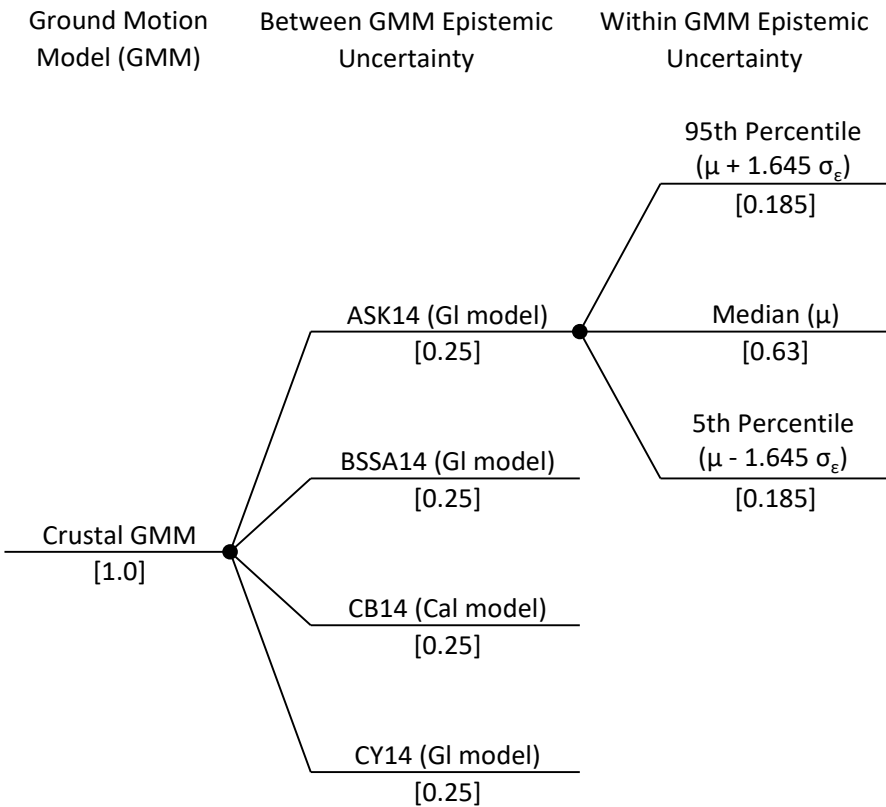 Ground Motion
Model (GMM)
Between GMM Epistemic
Uncertainty
Within GMM Epistemic
Uncertainty
95th Percentile
(μ + 1.645 σε)
[0.185]
ASK14 (Gl model)
[0.25]
Median (μ)
[0.63]
5th Percentile
(μ - 1.645 σε)
[0.185]
BSSA14 (Gl model)
[0.25]
Crustal GMM
[1.0]
CB14 (Cal model)
[0.25]
CY14 (Gl model)
[0.25]